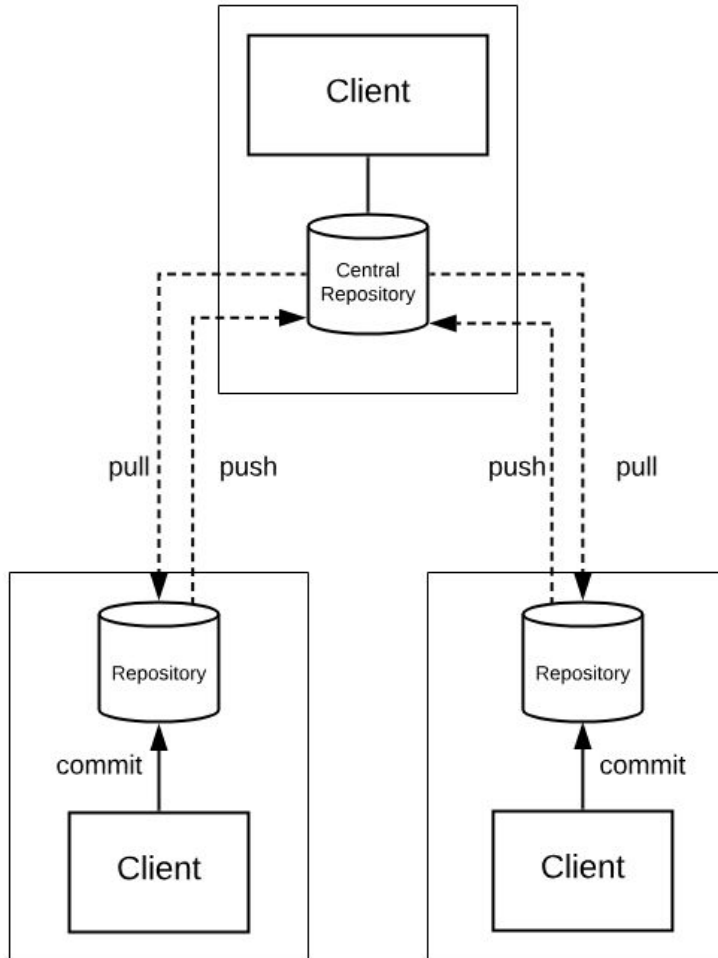 Client
Central
Repository
pull
push
push
pull
Repository
Repository
commit
commit
Client
Client